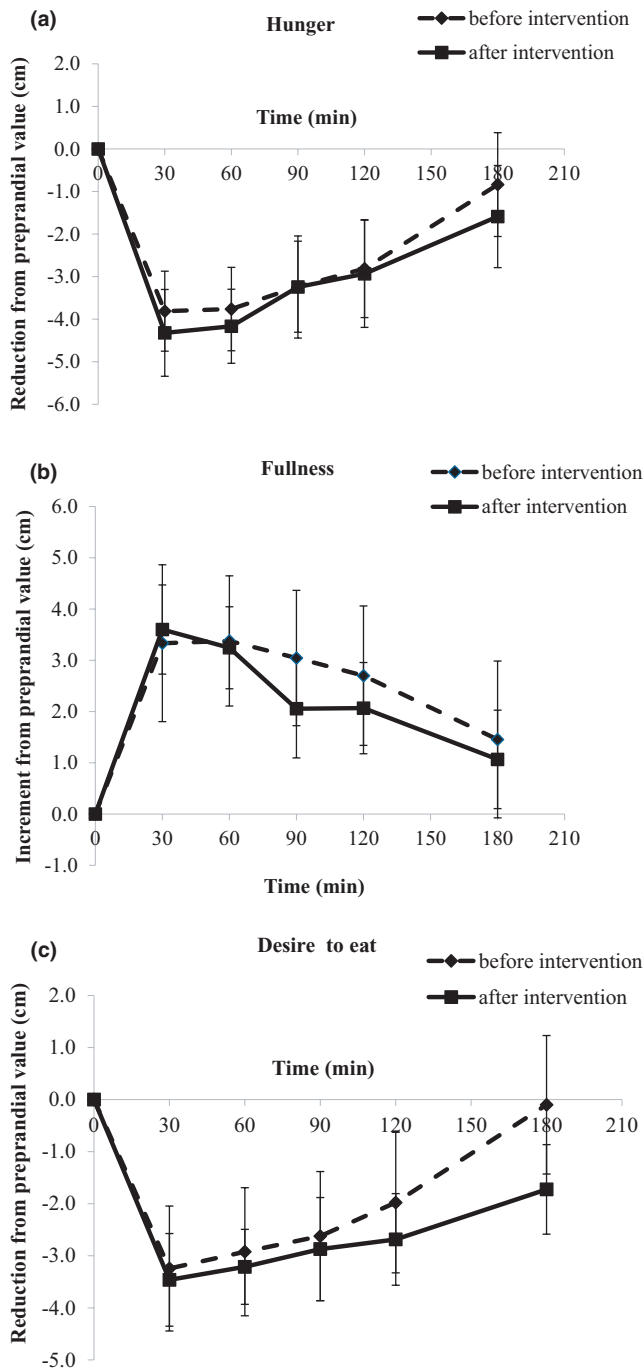 (a)
Hunger
before intervention
after intervention
Reduction from preprandial value (cm)
Time (min)
2.0
1.0
0.0
-1.0
-2.0
-3.0
-4.0
-5.0
-6.0
0 30 60 90 120 150 180 210
(b)
Fullness
before intervention
after intervention
Increment from preprandial value (cm)
6.0
5.0
4.0
3.0
2.0
1.0
0.0
-1.0
0 30 60 90 120 150 180 210
Time (min)
(c)
Desire to eat
before intervention
after intervention
Reduction from preprandial value (cm)
Time (min)
2.0
1.0
0.0
-1.0
-2.0
-3.0
-4.0
-5.0
0 30 60 90 120 150 180 210